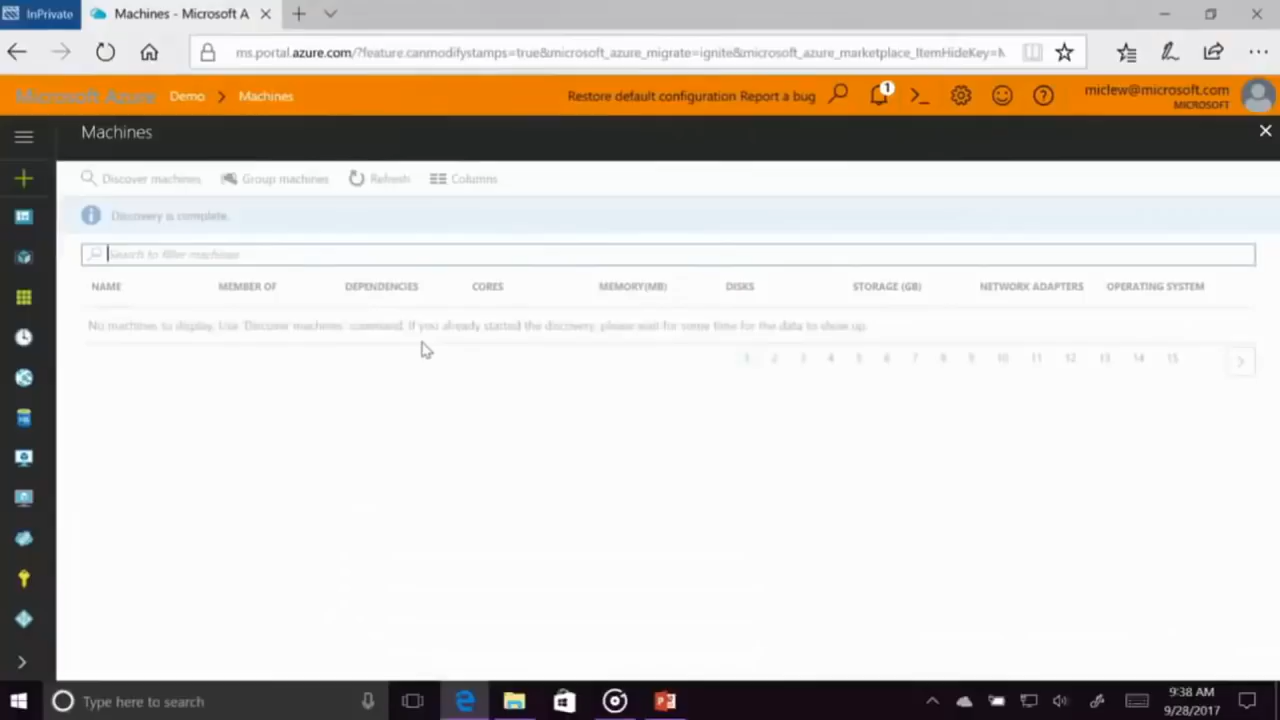 InPrivate
Machines - Microsoft A
ms.portal.azure.com/?feature.canmodifystamps=true&microsoft_azure_migrate=ignite&microsoft_azure_marketplace_ItemHideKey=M
Microsoft Azure Demo > Machines
Restore default configuration Report a bug
1
miclew@microsoft.com
MICROSOFT
Machines
Discover machines Group machines Refresh Columns
Discovery is complete.
Search to filter machines
NAME MEMBER OF DEPENDENCIES CORES MEMORY(MB) DISKS STORAGE (GB) NETWORK ADAPTERS OPERATING SYSTEM
No machines to display. Use 'Discover machines' command. If you already started the discovery, please wait for some time for the data to show up.
1 2 3 4 5 6 7 8 9 10 11 12 13 14 15
Type here to search
9:38 AM
9/28/2017